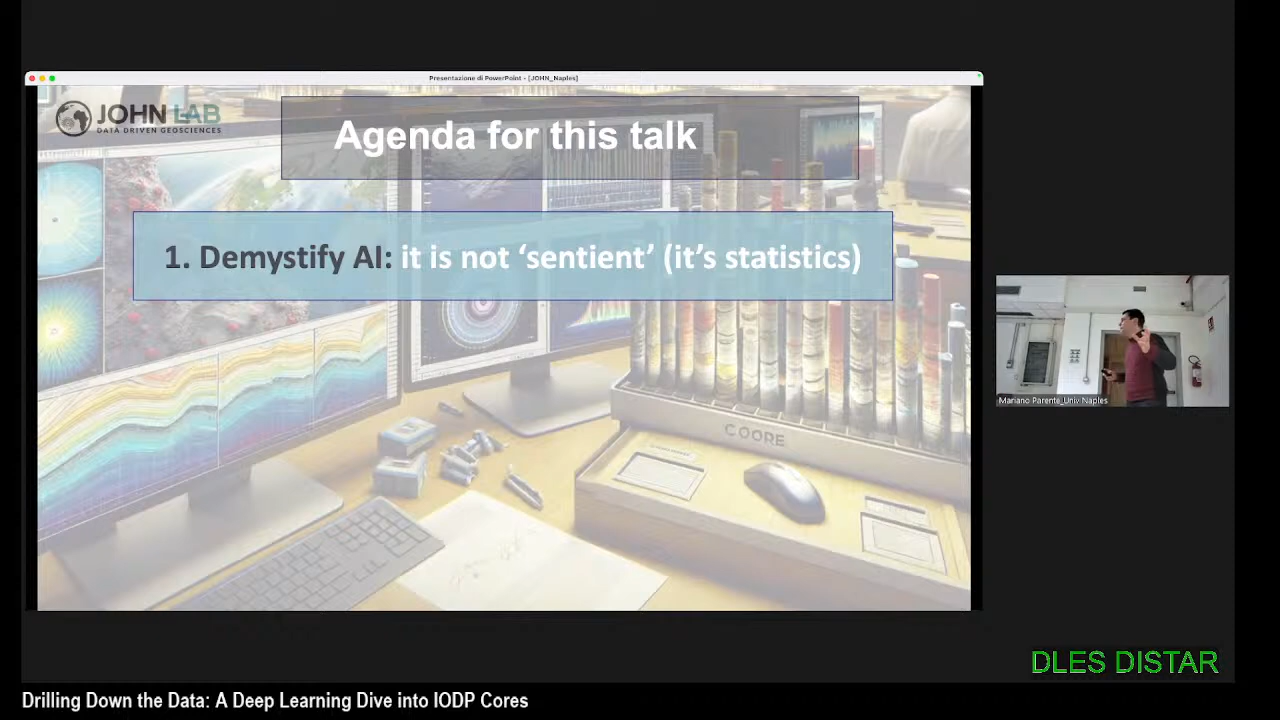 Presentazione di PowerPoint - [JOHN_Naples]
JOHN LAB
DATA DRIVEN GEOSCIENCES
Agenda for this talk
1. Demystify AI: it is not ‘sentient’ (it’s statistics)
COORE
Mariano Parente_Univ Naples
DLES DISTAR
Drilling Down the Data: A Deep Learning Dive into IODP Cores